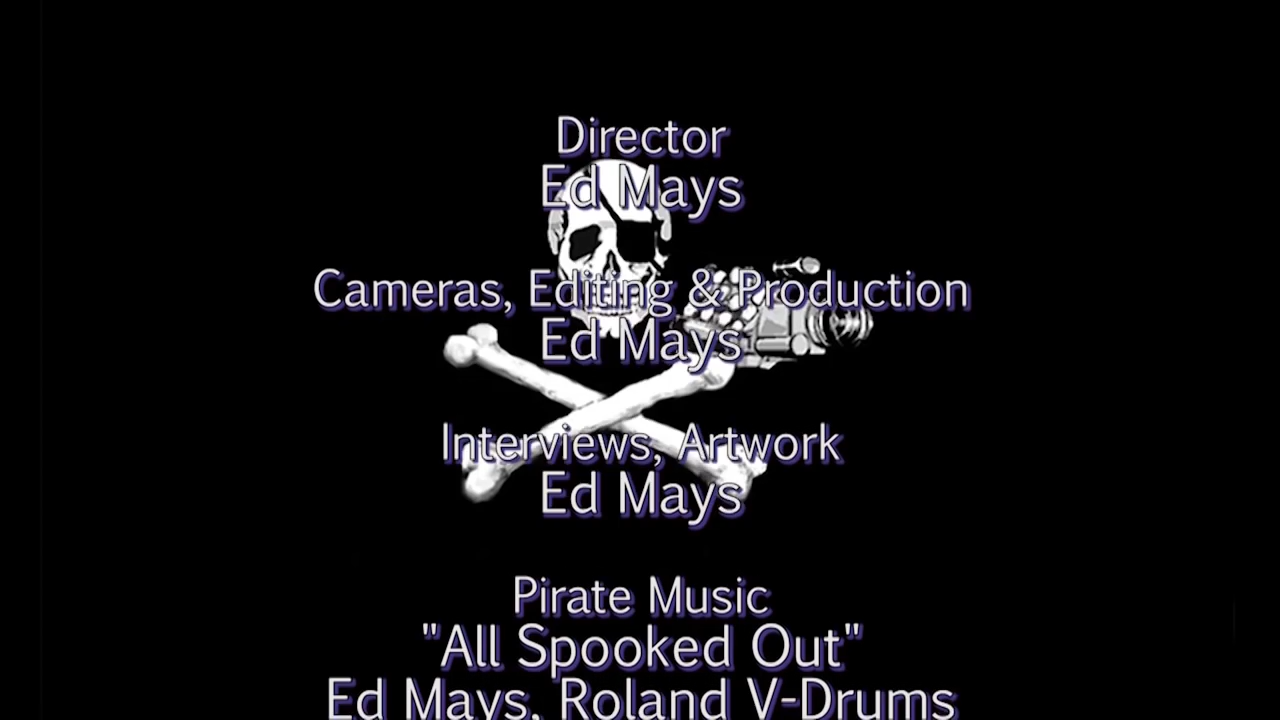 Director
Ed Mays
Cameras, Editing & Production
Ed Mays
Interviews, Artwork
Ed Mays
Pirate Music
"All Spooked Out"
Ed Mays, Roland V-Drums